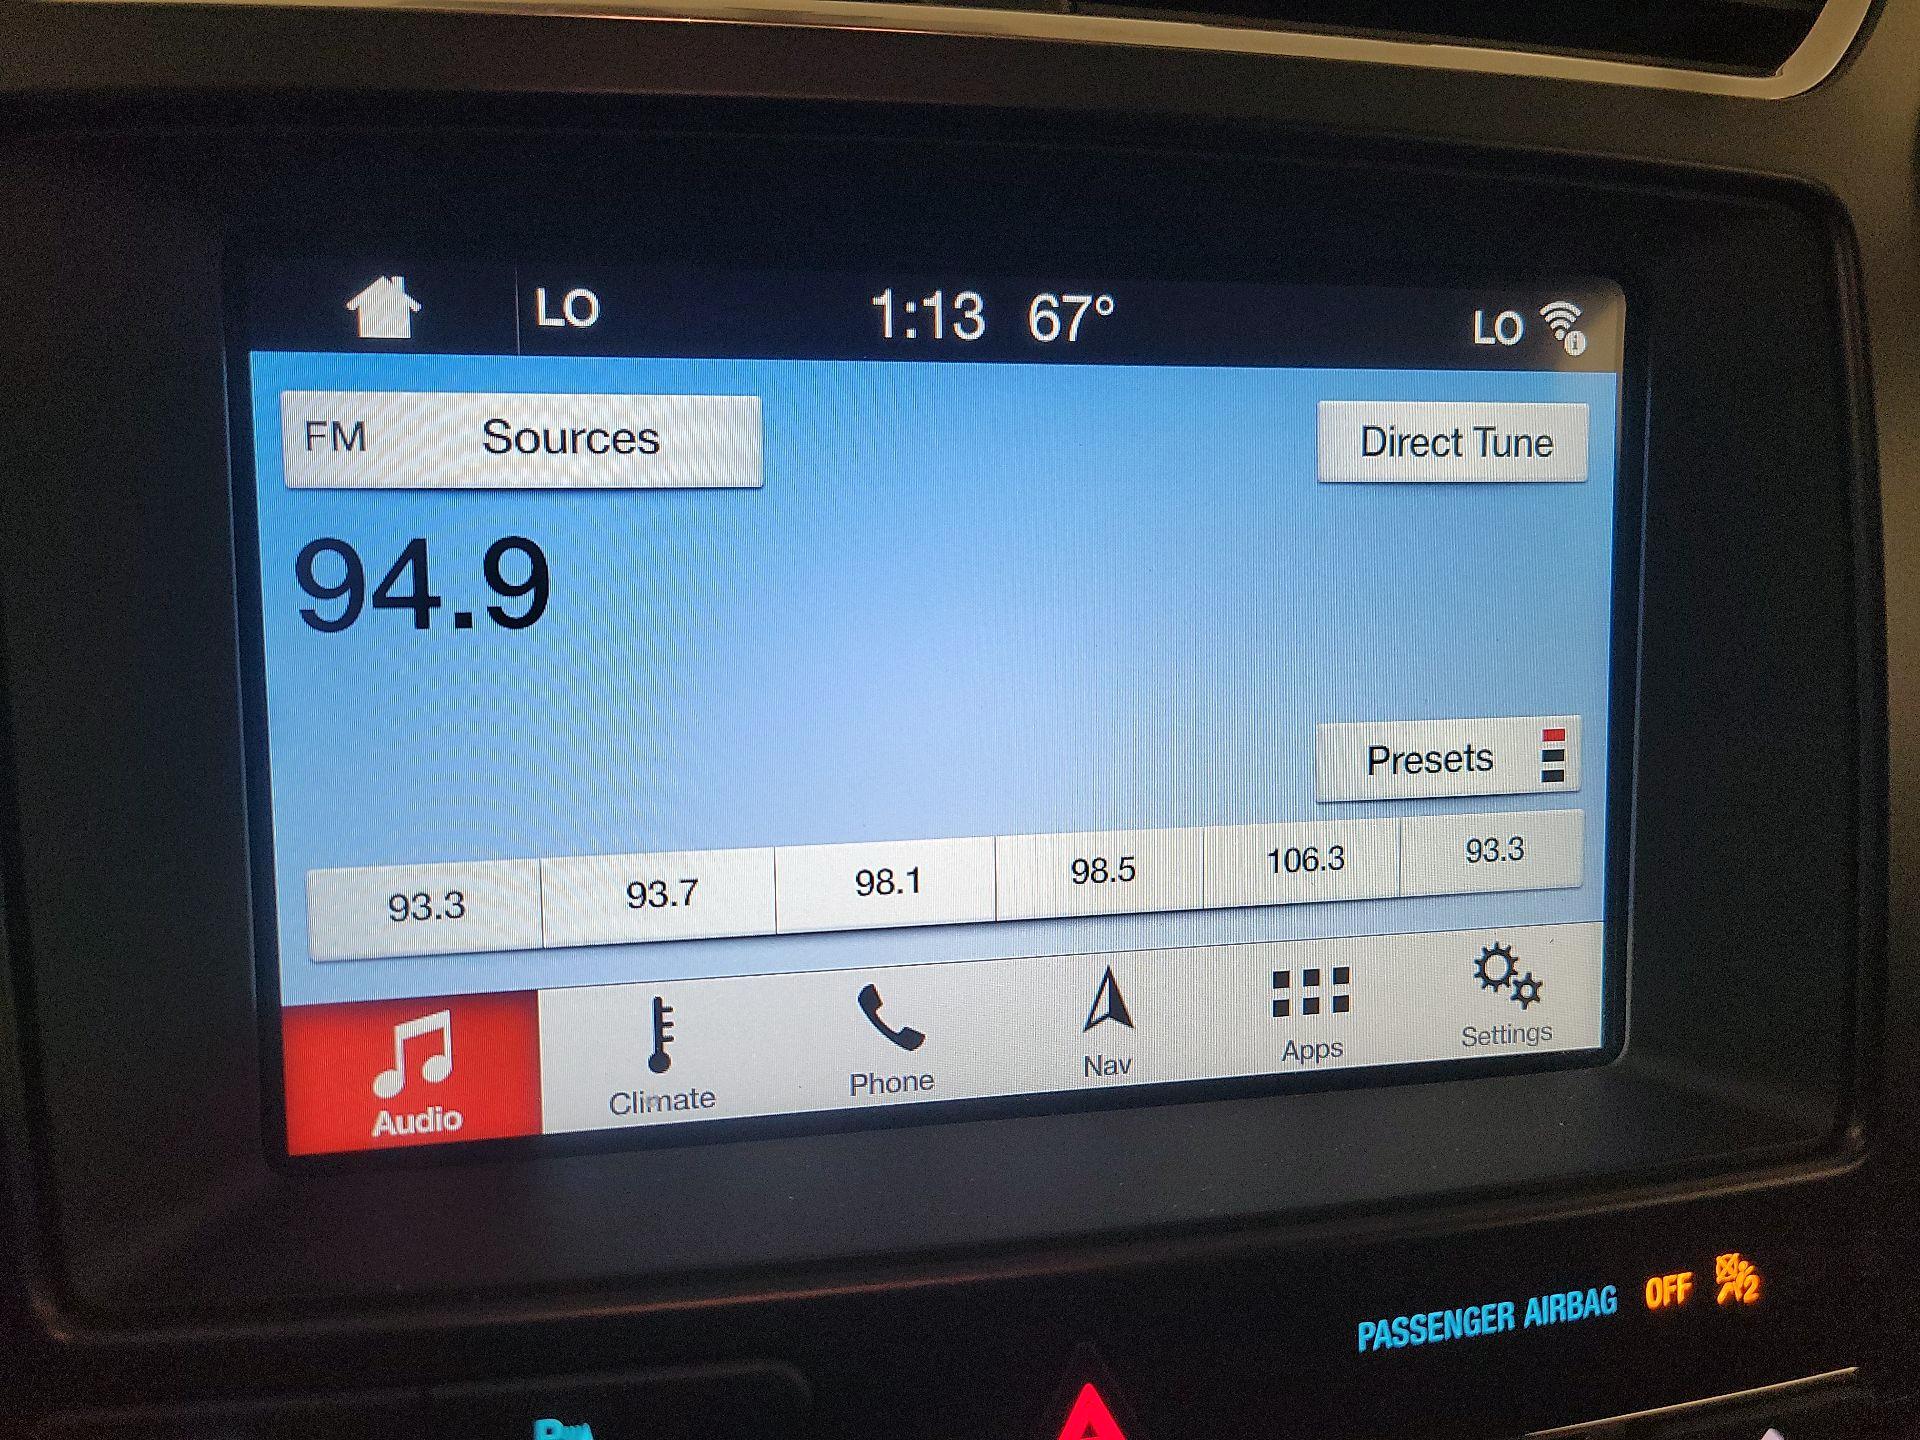 LO 1:13 67° LO
FM Sources Direct Tune
94.9
Presets
93.3 93.7 98.1 98.5 106.3 93.3
Audio Climate Phone Nav Apps Settings
PASSENGER AIRBAG OFF 2
P